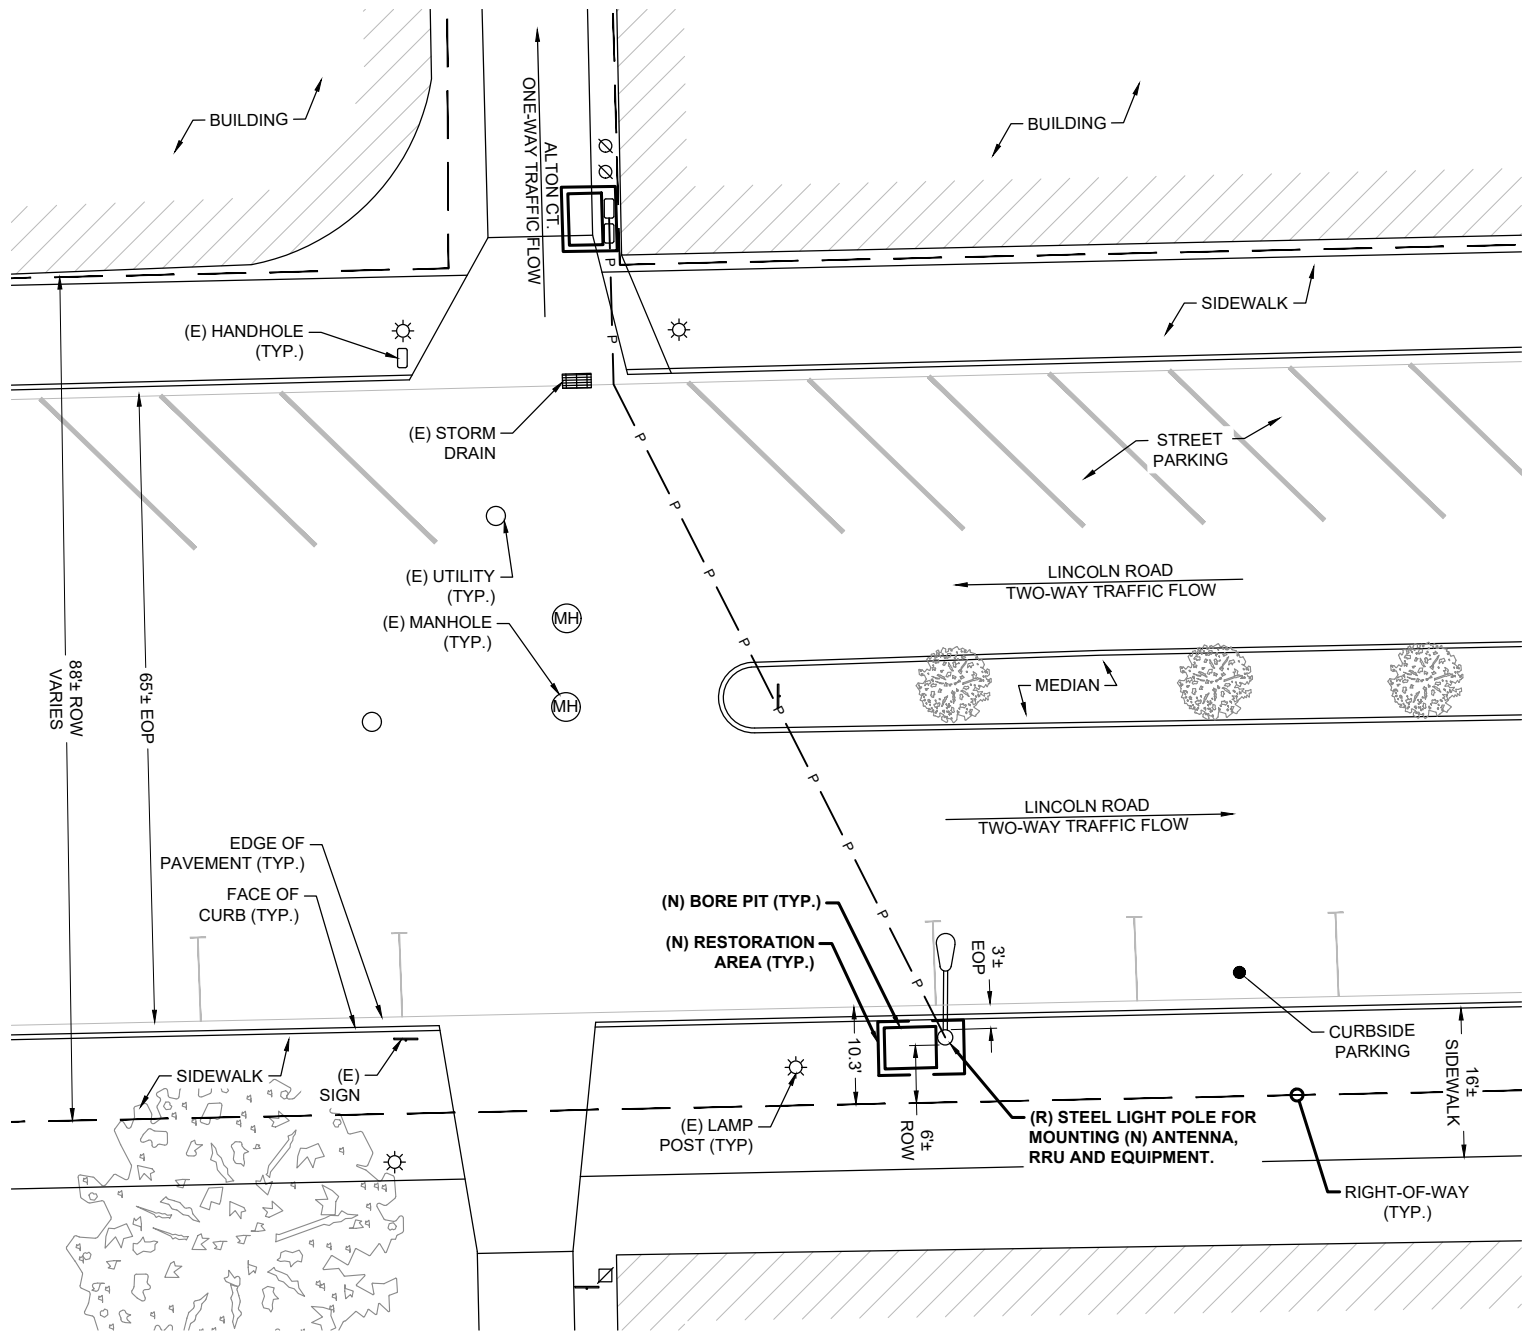 BUILDING
BUILDING
ALTON CT.
ONE-WAY TRAFFIC FLOW
P
P
SIDEWALK
(E) HANDHOLE
(TYP.)
(E) STORM
DRAIN
STREET
PARKING
P
P
P
(E) UTILITY
(TYP.)
LINCOLN ROAD
TWO-WAY TRAFFIC FLOW
(E) MANHOLE
(TYP.)
MH
MH
P
P
P
P
P
P
MEDIAN
88'± ROW
VARIES
65'± EOP
LINCOLN ROAD
TWO-WAY TRAFFIC FLOW
EDGE OF
PAVEMENT (TYP.)
FACE OF
CURB (TYP.)
(N) BORE PIT (TYP.)
(N) RESTORATION
AREA (TYP.)
3'±
EOP
10.3'
6'±
ROW
CURBSIDE
PARKING
16'±
SIDEWALK
SIDEWALK
(E)
SIGN
(E) LAMP
POST (TYP)
(R) STEEL LIGHT POLE FOR
MOUNTING (N) ANTENNA,
RRU AND EQUIPMENT.
RIGHT-OF-WAY
(TYP.)